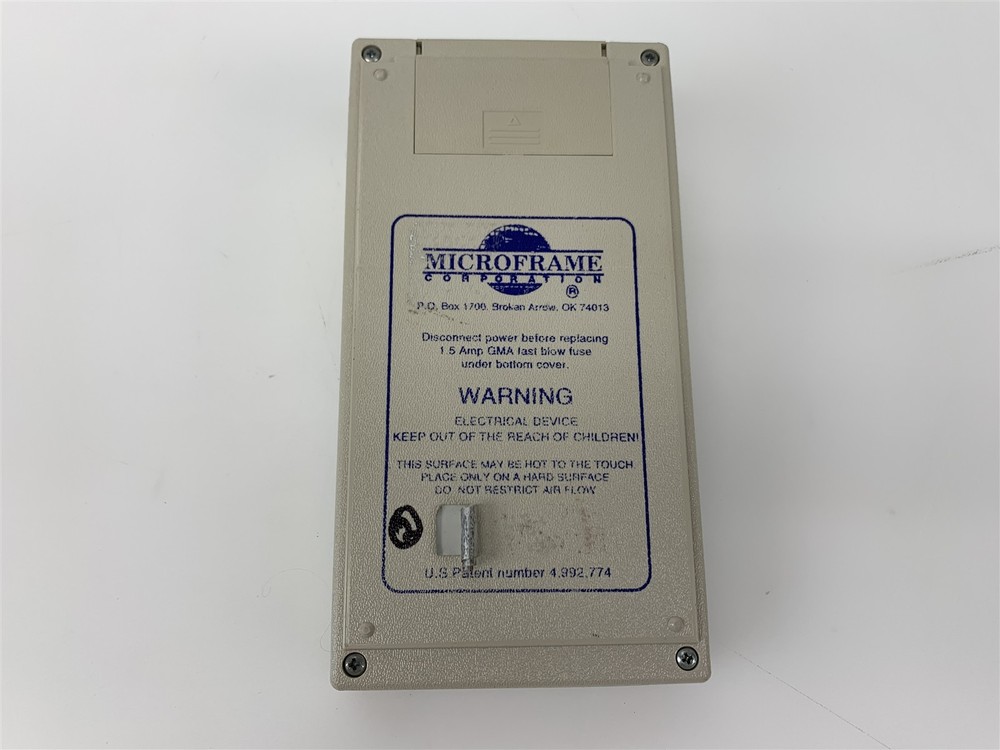 MICROFRAME
CORPORATION
®
P.O. Box 1700, Broken Arrow, OK 74013
Disconnect power before replacing
1.5 Amp GMA fast blow fuse
under bottom cover.
WARNING
ELECTRICAL DEVICE
KEEP OUT OF THE REACH OF CHILDREN!
THIS SURFACE MAY BE HOT TO THE TOUCH
PLACE ONLY ON A HARD SURFACE
DO NOT RESTRICT AIR FLOW
U.S. Patent number 4,992,774